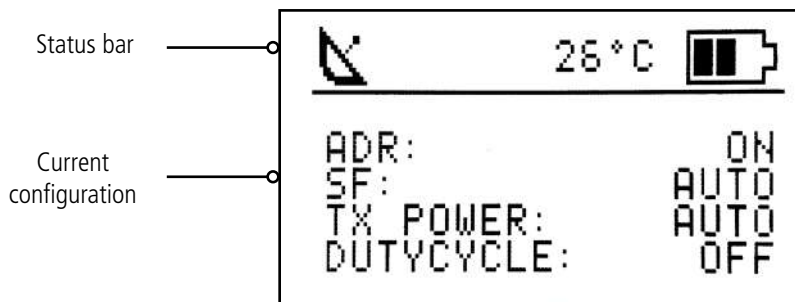 Status bar
26°C
Current
configuration
ADR: ON
SF: AUTO
TX POWER: AUTO
DUTYCYCLE: OFF